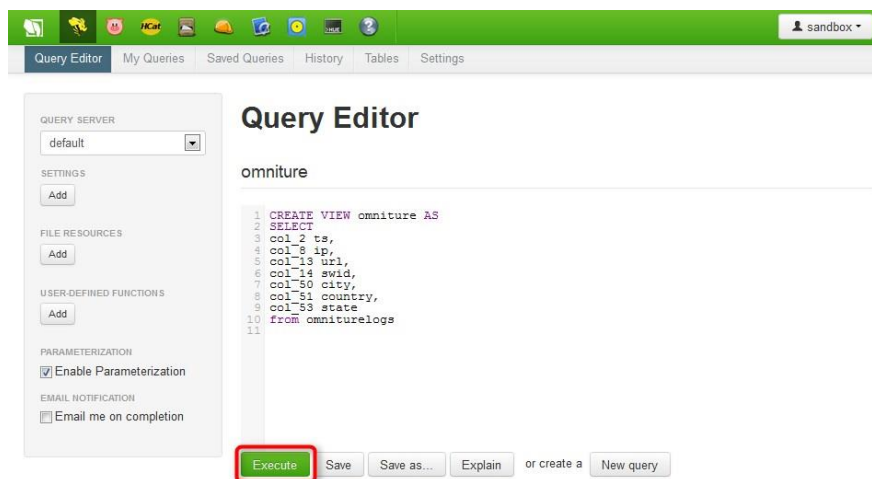 HCat
HUE
sandbox
Query Editor My Queries Saved Queries History Tables Settings
QUERY SERVER
default
SETTINGS
Add
FILE RESOURCES
Add
USER-DEFINED FUNCTIONS
Add
PARAMETERIZATION
Enable Parameterization
EMAIL NOTIFICATION
Email me on completion
Query Editor
omniture
1 CREATE VIEW omniture AS
2 SELECT
3 col_2 ts,
4 col_8 ip,
5 col_13 url,
6 col_14 swid,
7 col_50 city,
8 col_51 country,
9 col_53 state
10 from omniturelogs
11
Execute Save Save as... Explain or create a New query